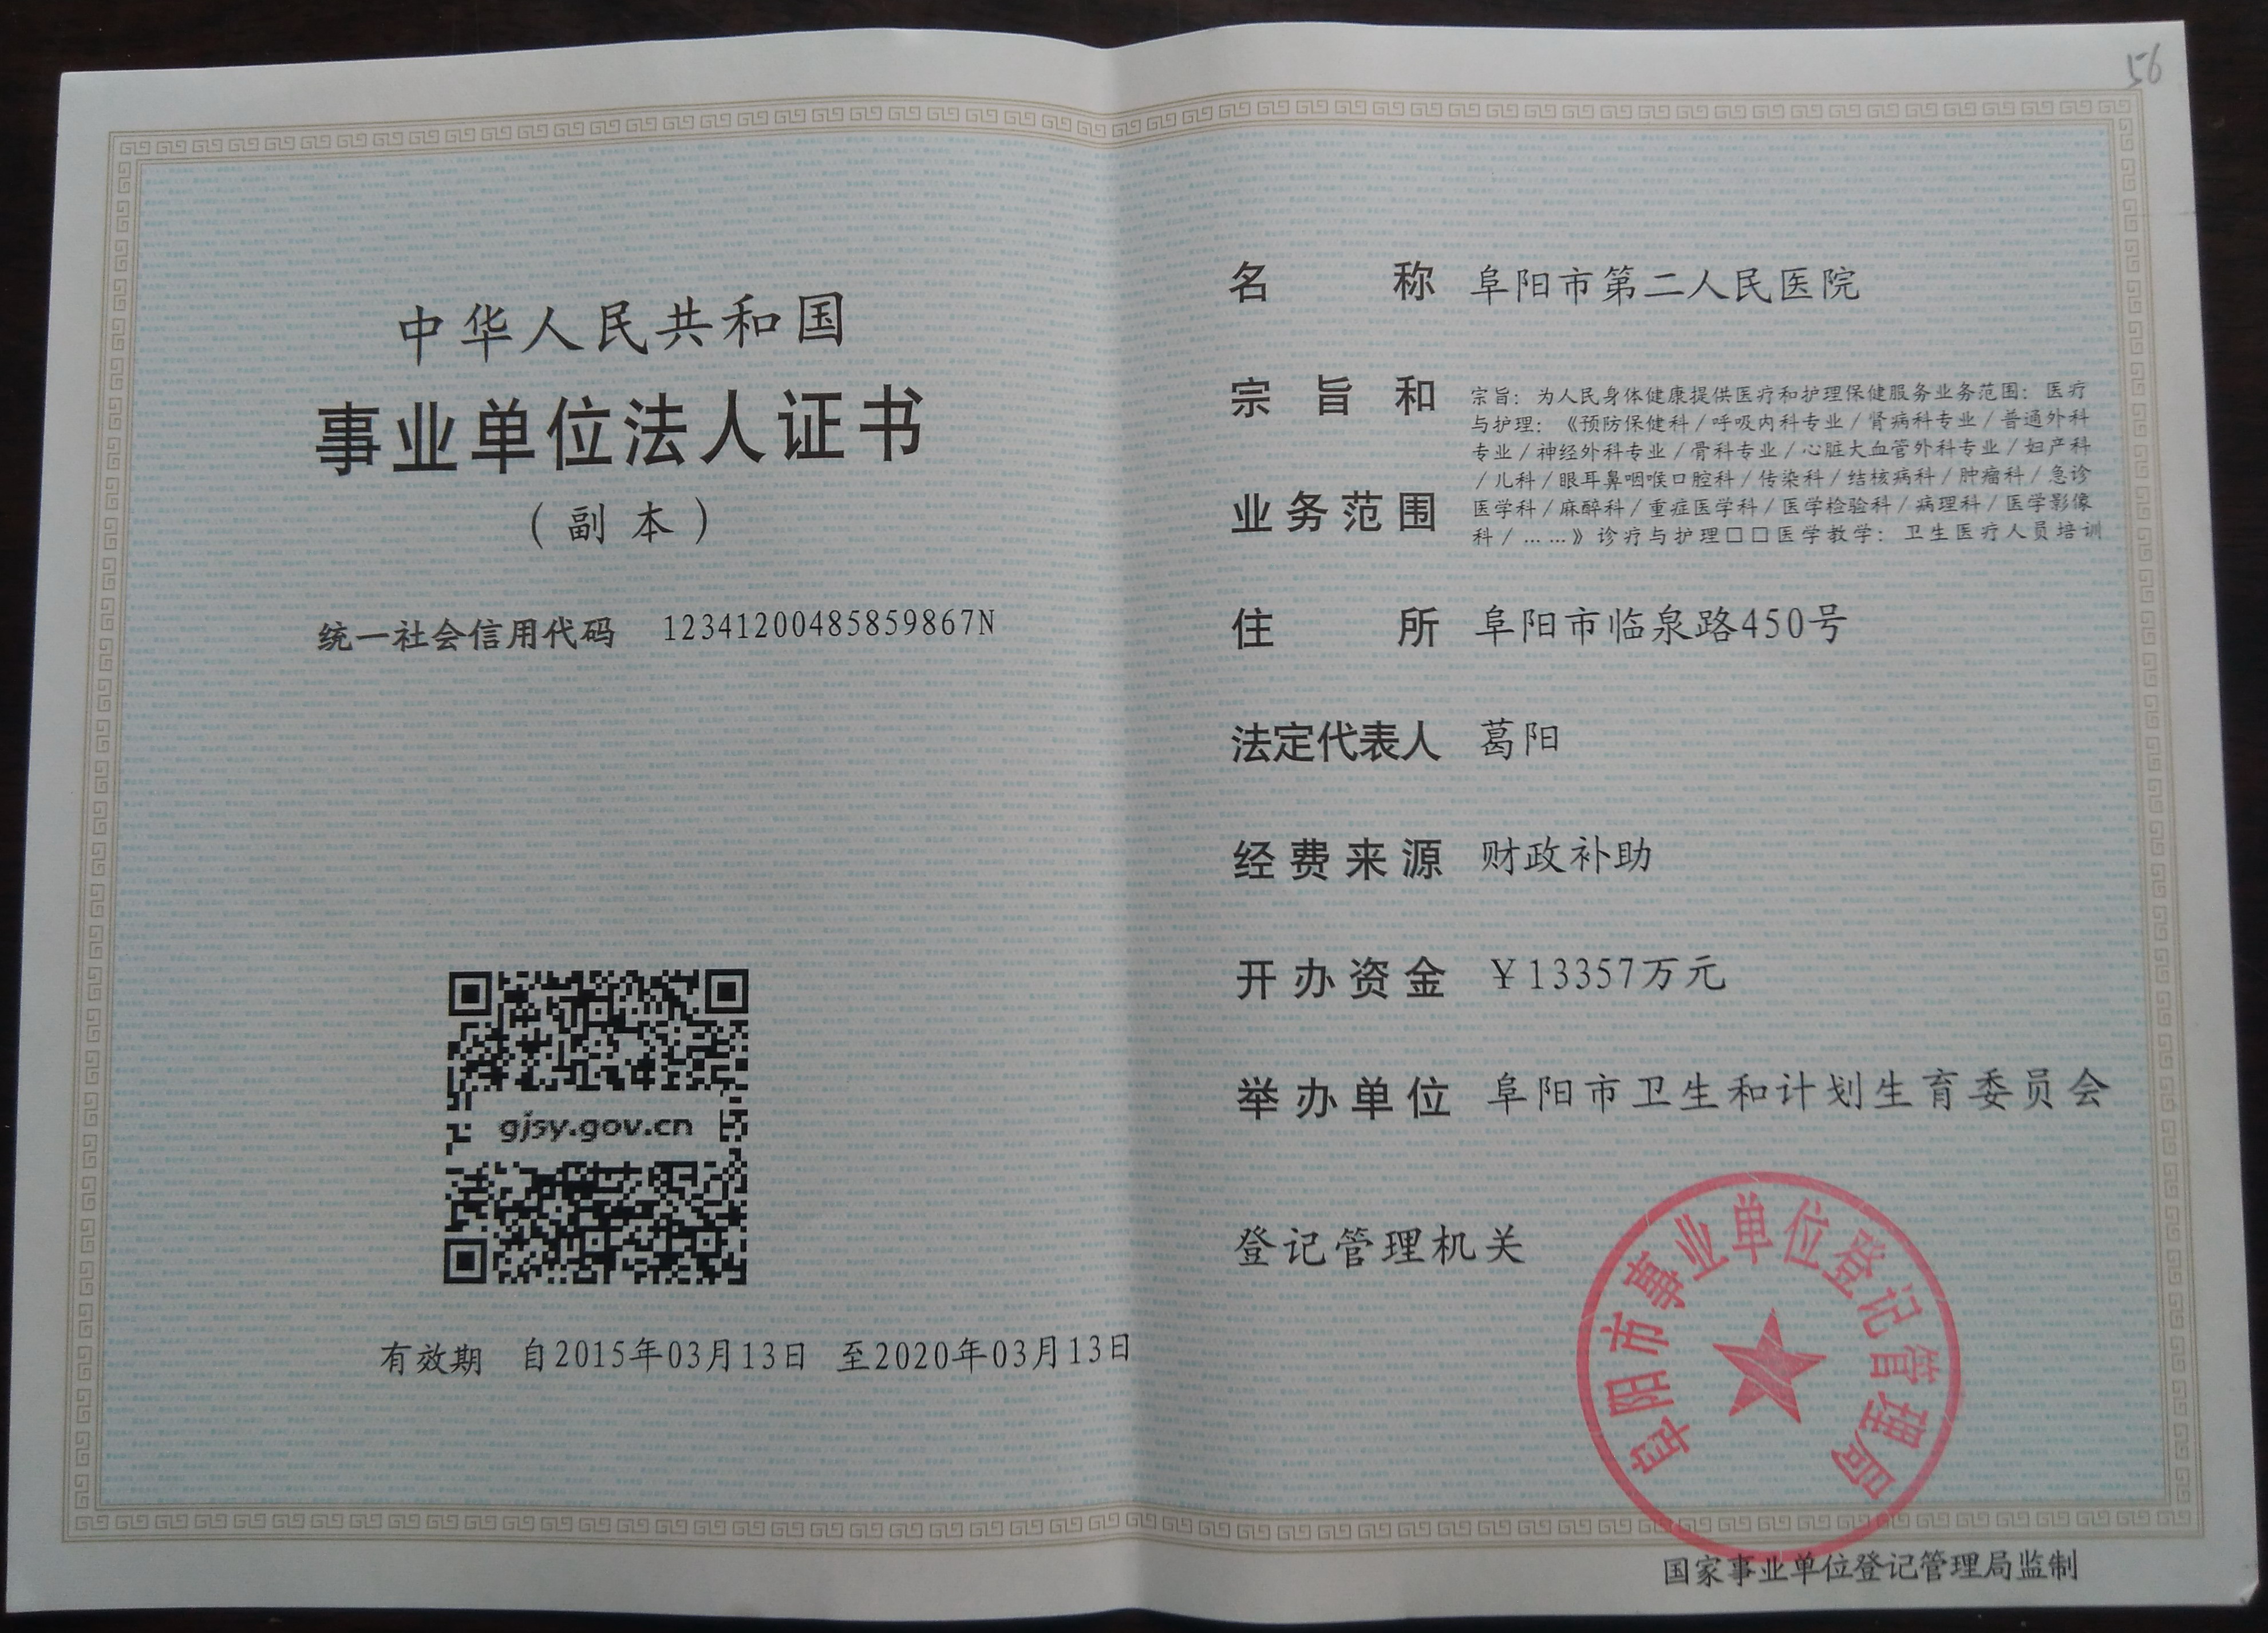 56
中华人民共和国
事业单位法人证书
（副本）
统一社会信用代码 12341200485859867N
gjsy.gov.cn
有效期 自2015年03月13日 至2020年03月13日
名称 阜阳市第二人民医院
宗旨和
业务范围
宗旨：为人民身体健康提供医疗和护理保健服务业务范围：医疗
与护理：《预防保健科/呼吸内科专业/肾病科专业/普通外科
专业/神经外科专业/骨科专业/心脏大血管外科专业/妇产科
/儿科/眼耳鼻咽喉口腔科/传染科/结核病科/肿瘤科/急诊
医学科/麻醉科/重症医学科/医学检验科/病理科/医学影像
科/……》诊疗与护理□□医学教学：卫生医疗人员培训
住所 阜阳市临泉路450号
法定代表人 葛阳
经费来源 财政补助
开办资金 ￥13357万元
举办单位 阜阳市卫生和计划生育委员会
登记管理机关
阜阳市事业单位登记管理局
国家事业单位登记管理局监制